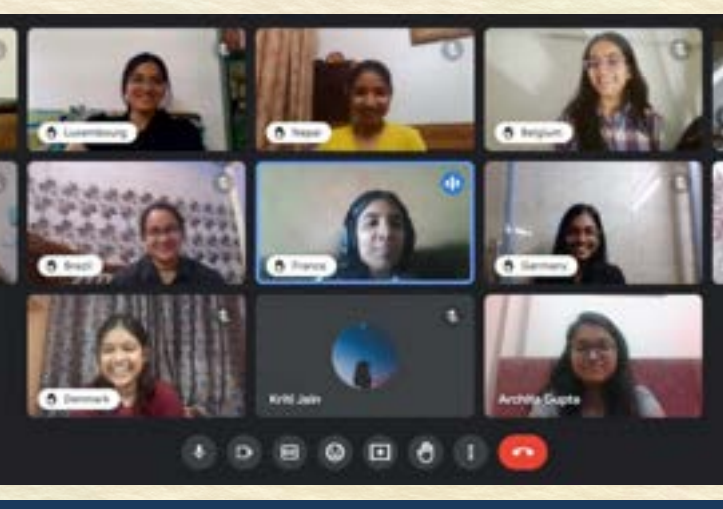 Luxembourg
Nepal
Belgium
Brazil
France
Germany
Denmark
Kriti Jain
Archita Gupta